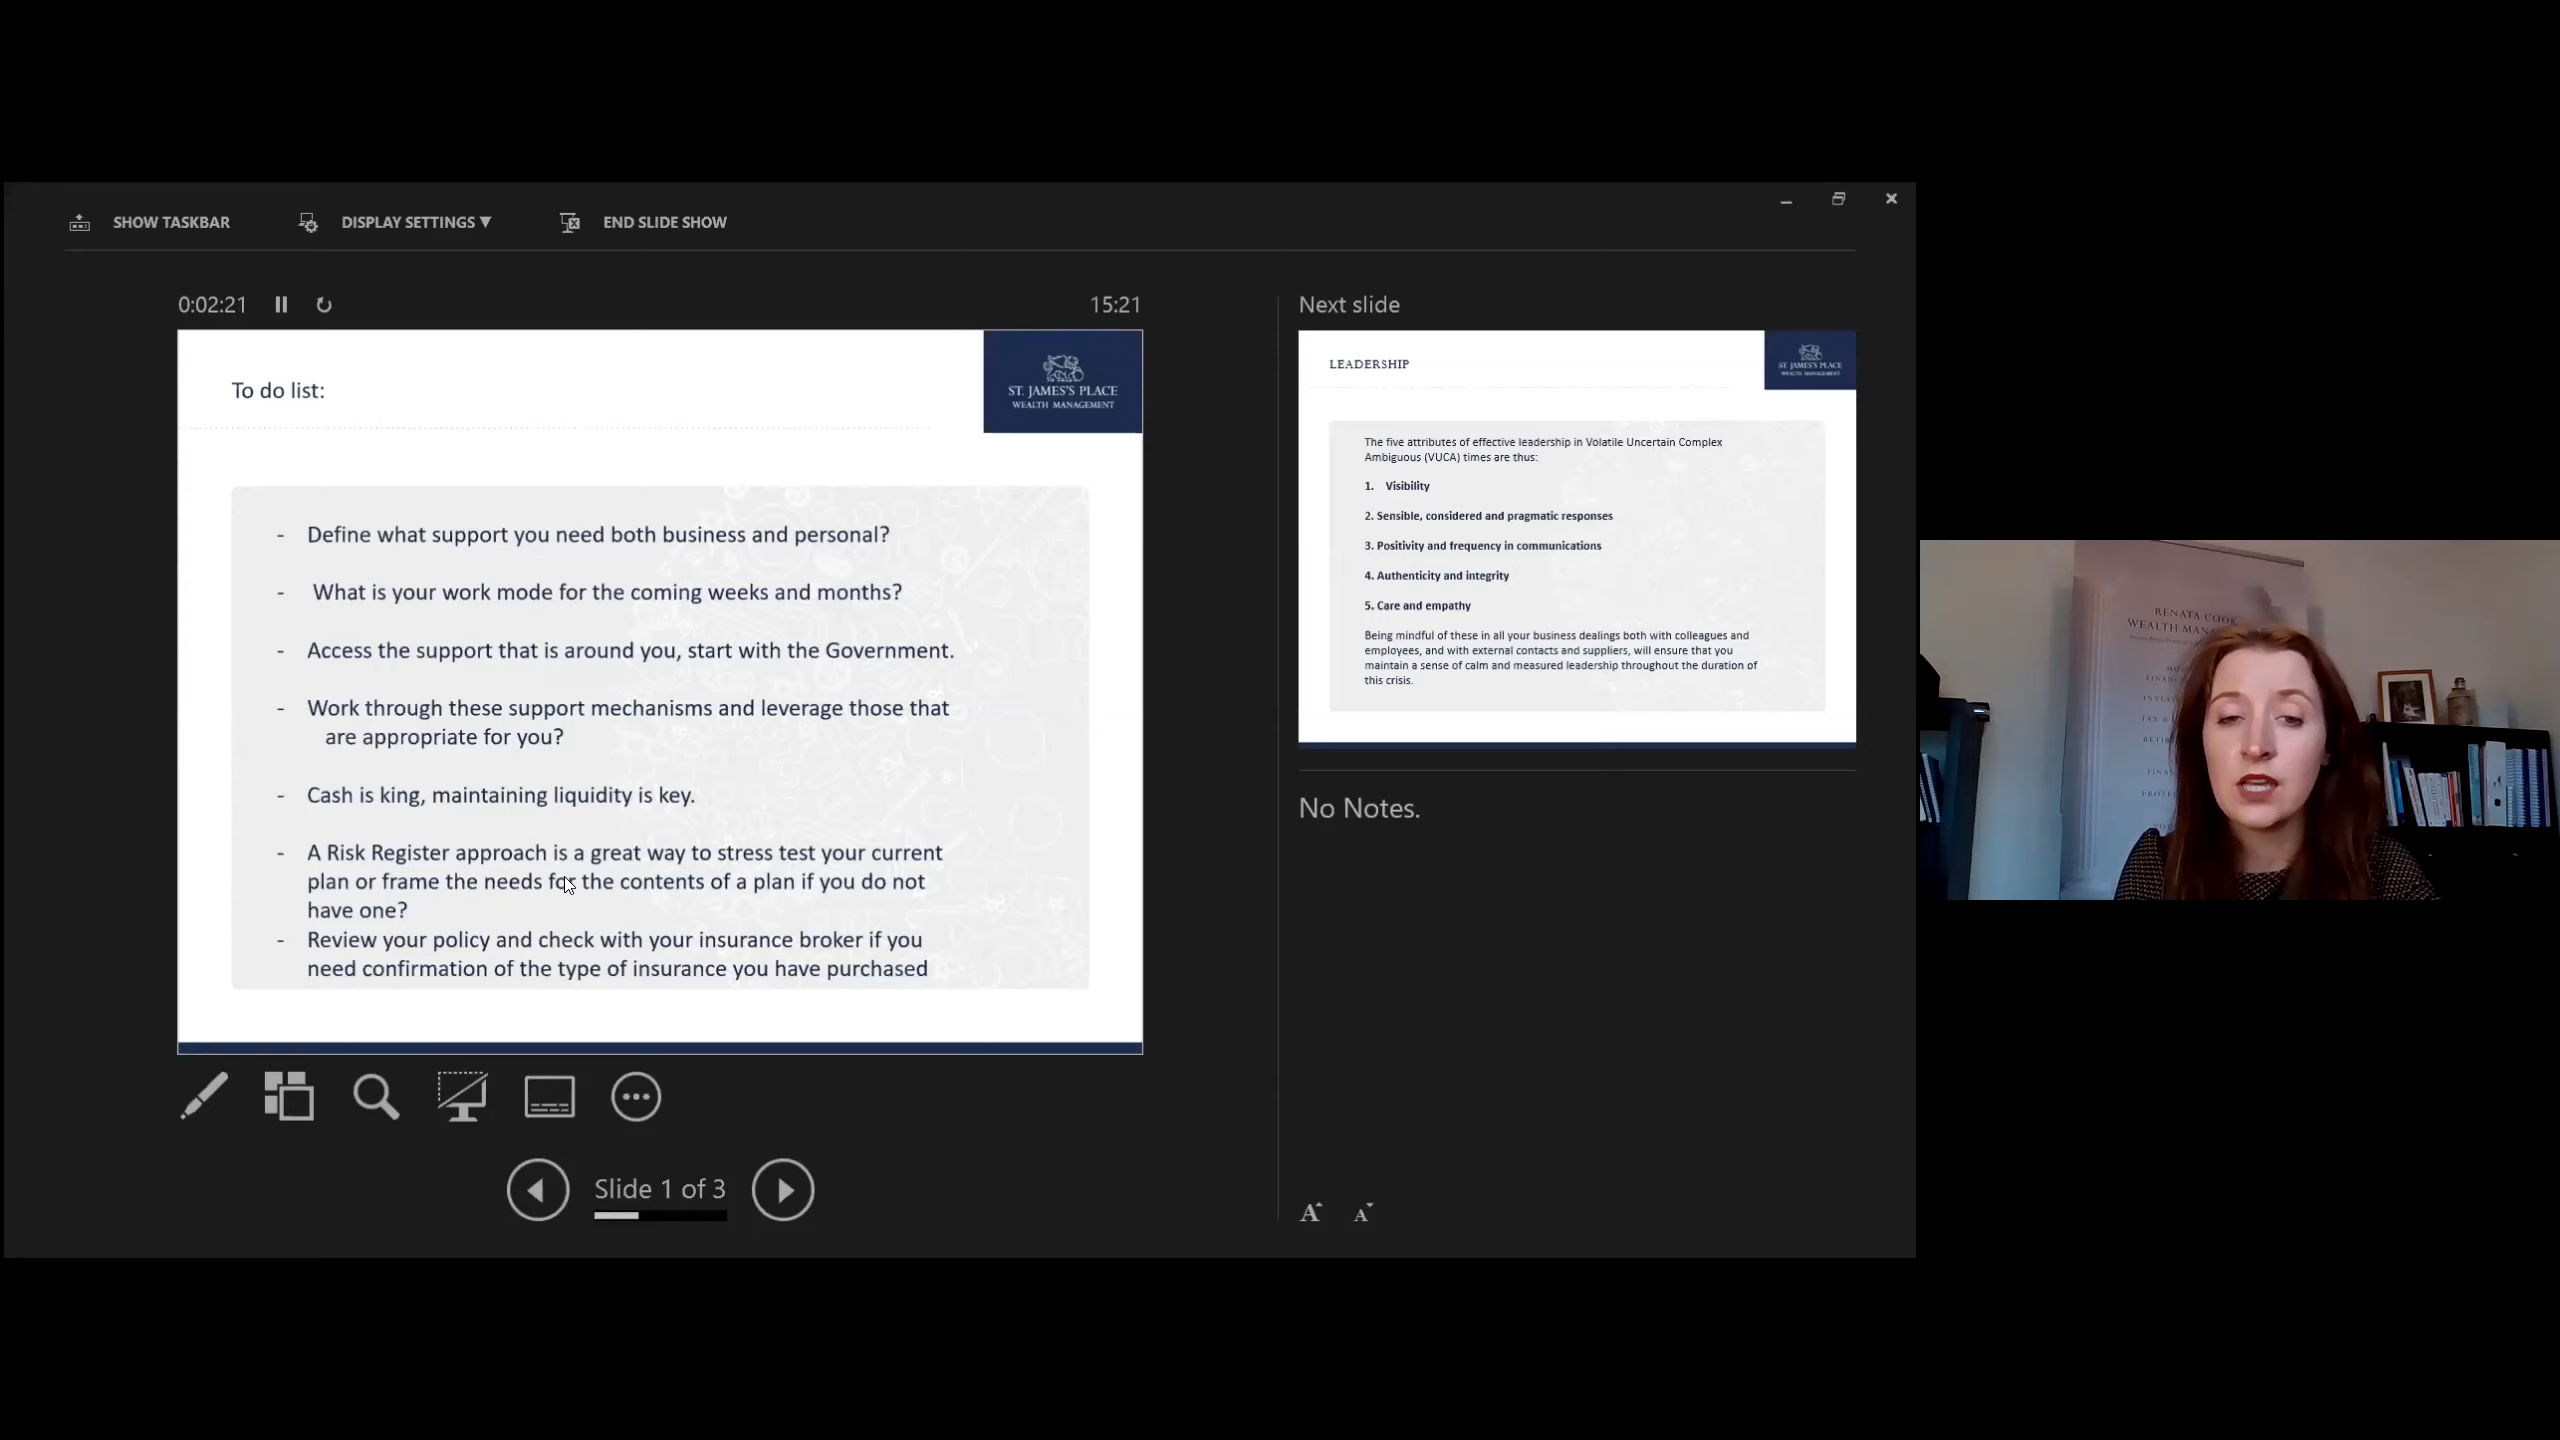 SHOW TASKBAR
DISPLAY SETTINGS ▼
END SLIDE SHOW
0:02:21
15:21
To do list:
ST. JAMES'S PLACE
WEALTH MANAGEMENT
- Define what support you need both business and personal?
- What is your work mode for the coming weeks and months?
- Access the support that is around you, start with the Government.
- Work through these support mechanisms and leverage those that
are appropriate for you?
- Cash is king, maintaining liquidity is key.
- A Risk Register approach is a great way to stress test your current
plan or frame the needs for the contents of a plan if you do not
have one?
- Review your policy and check with your insurance broker if you
need confirmation of the type of insurance you have purchased
Slide 1 of 3
Next slide
LEADERSHIP
ST. JAMES'S PLACE
WEALTH MANAGEMENT
The five attributes of effective leadership in Volatile Uncertain Complex
Ambiguous (VUCA) times are thus:
1. Visibility
2. Sensible, considered and pragmatic responses
3. Positivity and frequency in communications
4. Authenticity and integrity
5. Care and empathy
Being mindful of these in all your business dealings both with colleagues and
employees, and with external contacts and suppliers, will ensure that you
maintain a sense of calm and measured leadership throughout the duration of
this crisis.
No Notes.
A A
RENATA COOK
WEALTH